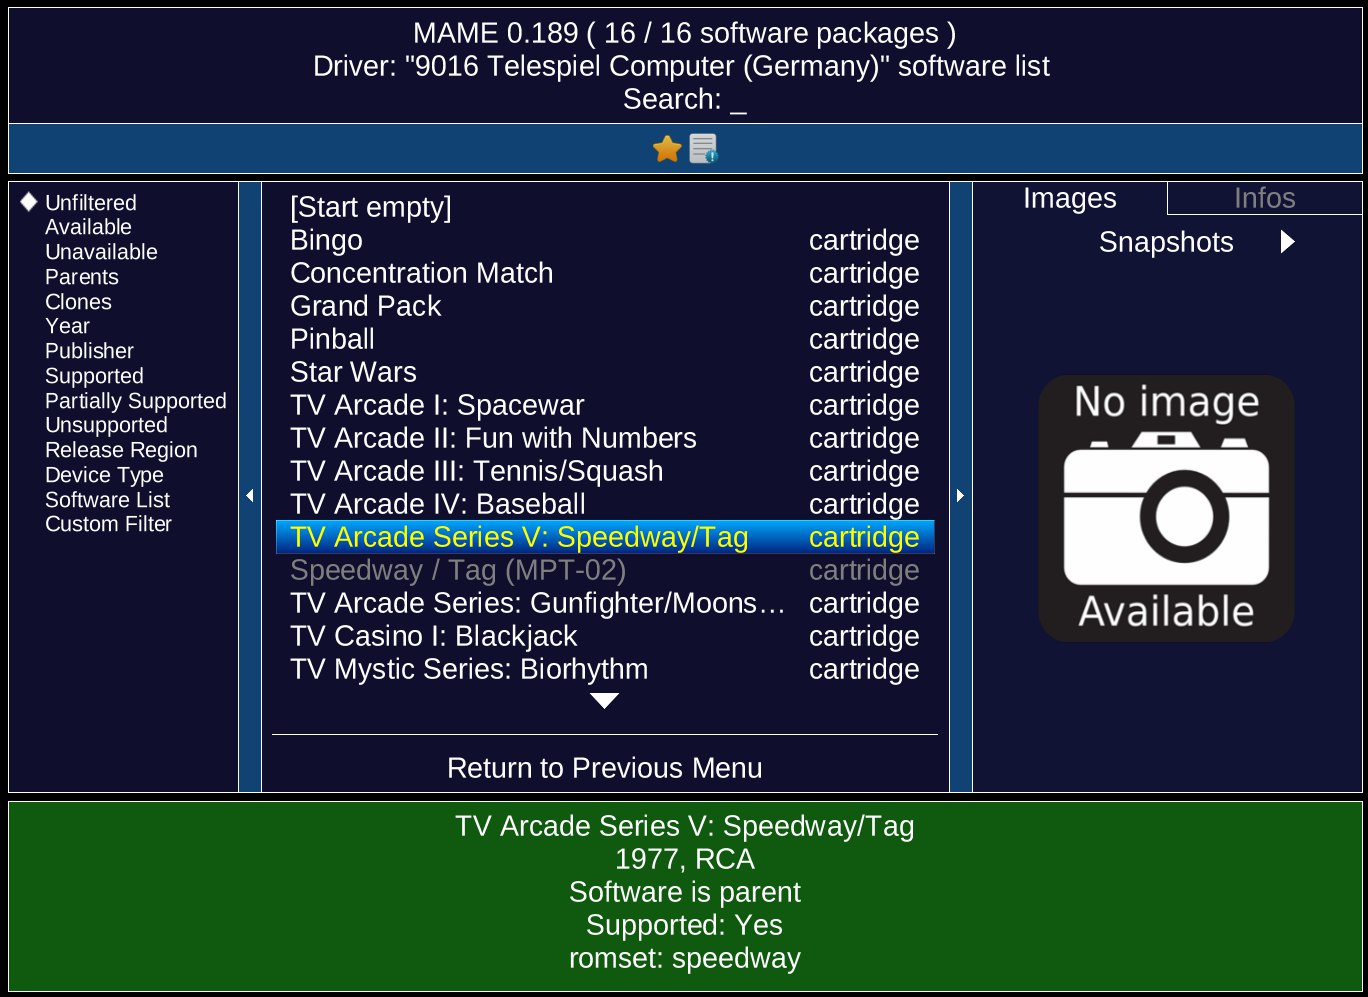 MAME 0.189 ( 16 / 16 software packages )
Driver: "9016 Telespiel Computer (Germany)" software list
Search: _
Unfiltered
Available
Unavailable
Parents
Clones
Year
Publisher
Supported
Partially Supported
Unsupported
Release Region
Device Type
Software List
Custom Filter
[Start empty]
Bingo cartridge
Concentration Match cartridge
Grand Pack cartridge
Pinball cartridge
Star Wars cartridge
TV Arcade I: Spacewar cartridge
TV Arcade II: Fun with Numbers cartridge
TV Arcade III: Tennis/Squash cartridge
TV Arcade IV: Baseball cartridge
TV Arcade Series V: Speedway/Tag cartridge
Speedway / Tag (MPT-02) cartridge
TV Arcade Series: Gunfighter/Moons... cartridge
TV Casino I: Blackjack cartridge
TV Mystic Series: Biorhythm cartridge
Return to Previous Menu
Images Infos
Snapshots
No image
Available
TV Arcade Series V: Speedway/Tag
1977, RCA
Software is parent
Supported: Yes
romset: speedway